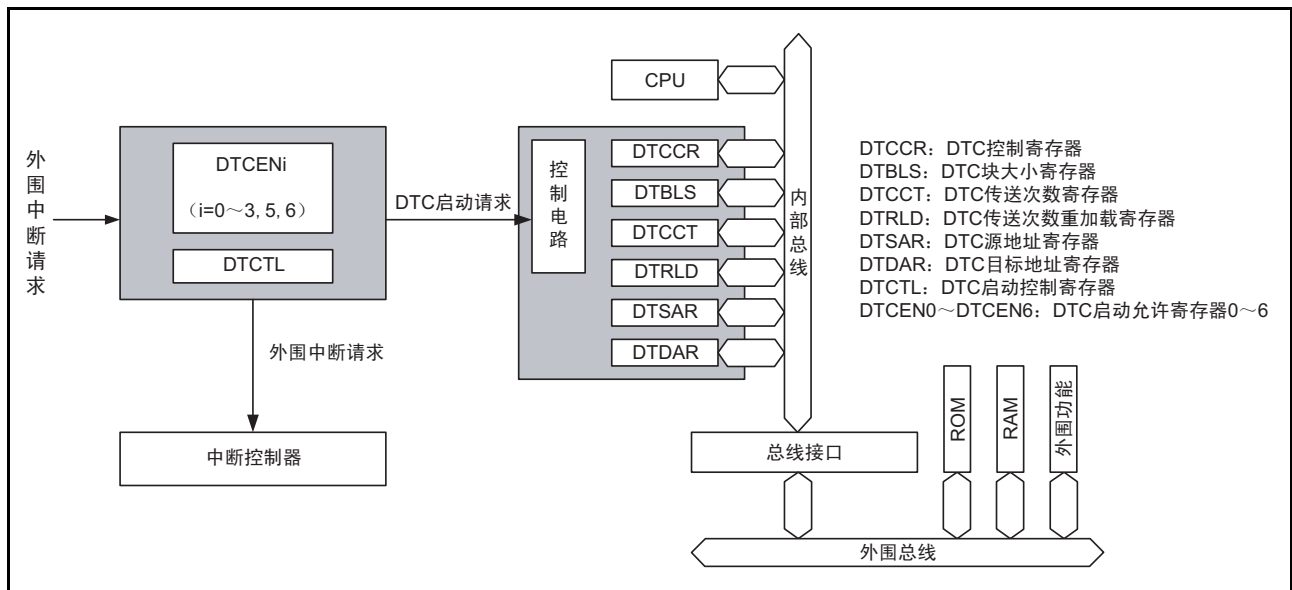 外围中断请求
DTCENi
（i=0～3, 5, 6）
DTCTL
DTC启动请求
外围中断请求
中断控制器
控制电路
CPU
DTCCR
DTBLS
DTCCT
DTRLD
DTSAR
DTDAR
内部总线
DTCCR：DTC控制寄存器
DTBLS：DTC块大小寄存器
DTCCT：DTC传送次数寄存器
DTRLD：DTC传送次数重加载寄存器
DTSAR：DTC源地址寄存器
DTDAR：DTC目标地址寄存器
DTCTL：DTC启动控制寄存器
DTCEN0～DTCEN6：DTC启动允许寄存器0～6
总线接口
ROM
RAM
外围功能
外围总线